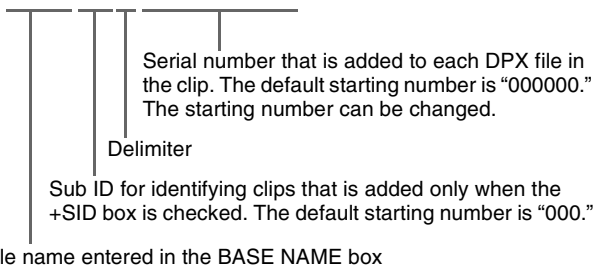 Serial number that is added to each DPX file in
the clip. The default starting number is “000000.”
The starting number can be changed.
Delimiter
Sub ID for identifying clips that is added only when the
+SID box is checked. The default starting number is “000.”
le name entered in the BASE NAME box